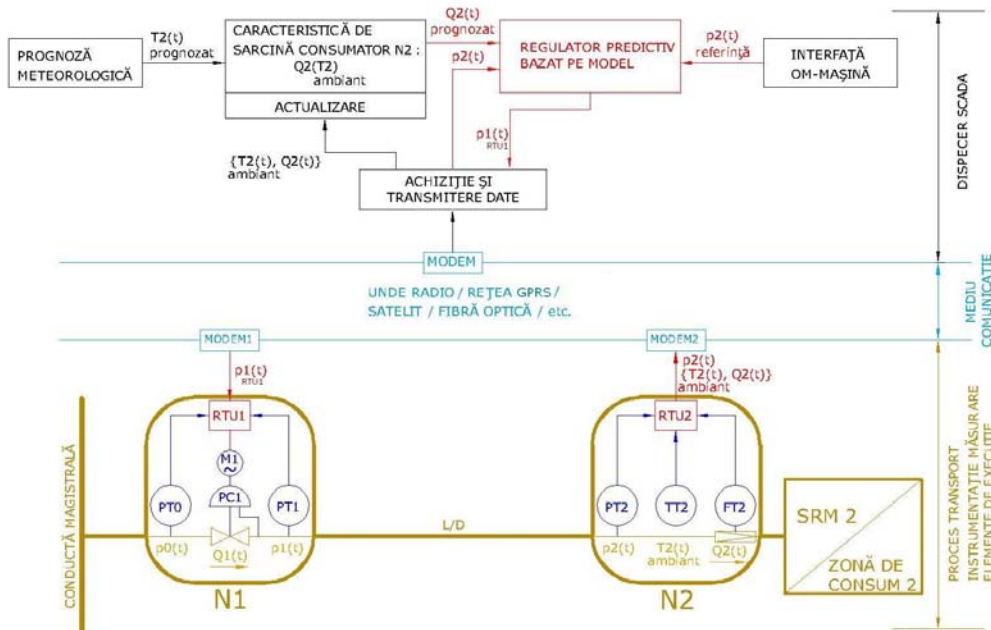 PROGNOZĂ
METEOROLOGICĂ
T2(t)
prognozat
CARACTERISTICĂ DE
SARCINĂ CONSUMATOR N2 :
Q2(T2)
ambiant
ACTUALIZARE
Q2(t)
prognozat
p2(t)
REGULATOR PREDICTIV
BAZAT PE MODEL
p2(t)
referință
INTERFAȚĂ
OM-MAȘINĂ
p1(t)
RTU1
{T2(t), Q2(t)}
ambiant
ACHIZIȚIE ȘI
TRANSMITERE DATE
DISPECER SCADA
MODEM
UNDE RADIO / REȚEA GPRS /
SATELIT / FIBRĂ OPTICĂ / etc.
MEDIU
COMUNICAȚIE
MODEM1
MODEM2
p1(t)
RTU1
p2(t)
{T2(t), Q2(t)}
ambiant
CONDUCTĂ MAGISTRALĂ
RTU1
M1
~
PT0
PC1
PT1
p0(t)
Q1(t)
p1(t)
N1
L/D
RTU2
PT2
TT2
FT2
p2(t)
T2(t)
ambiant
Q2(t)
N2
SRM 2
ZONĂ DE
CONSUM 2
PROCES TRANSPORT
INSTRUMENTAȚIE MĂSURARE
ELEMENTE DE EXECUȚIE